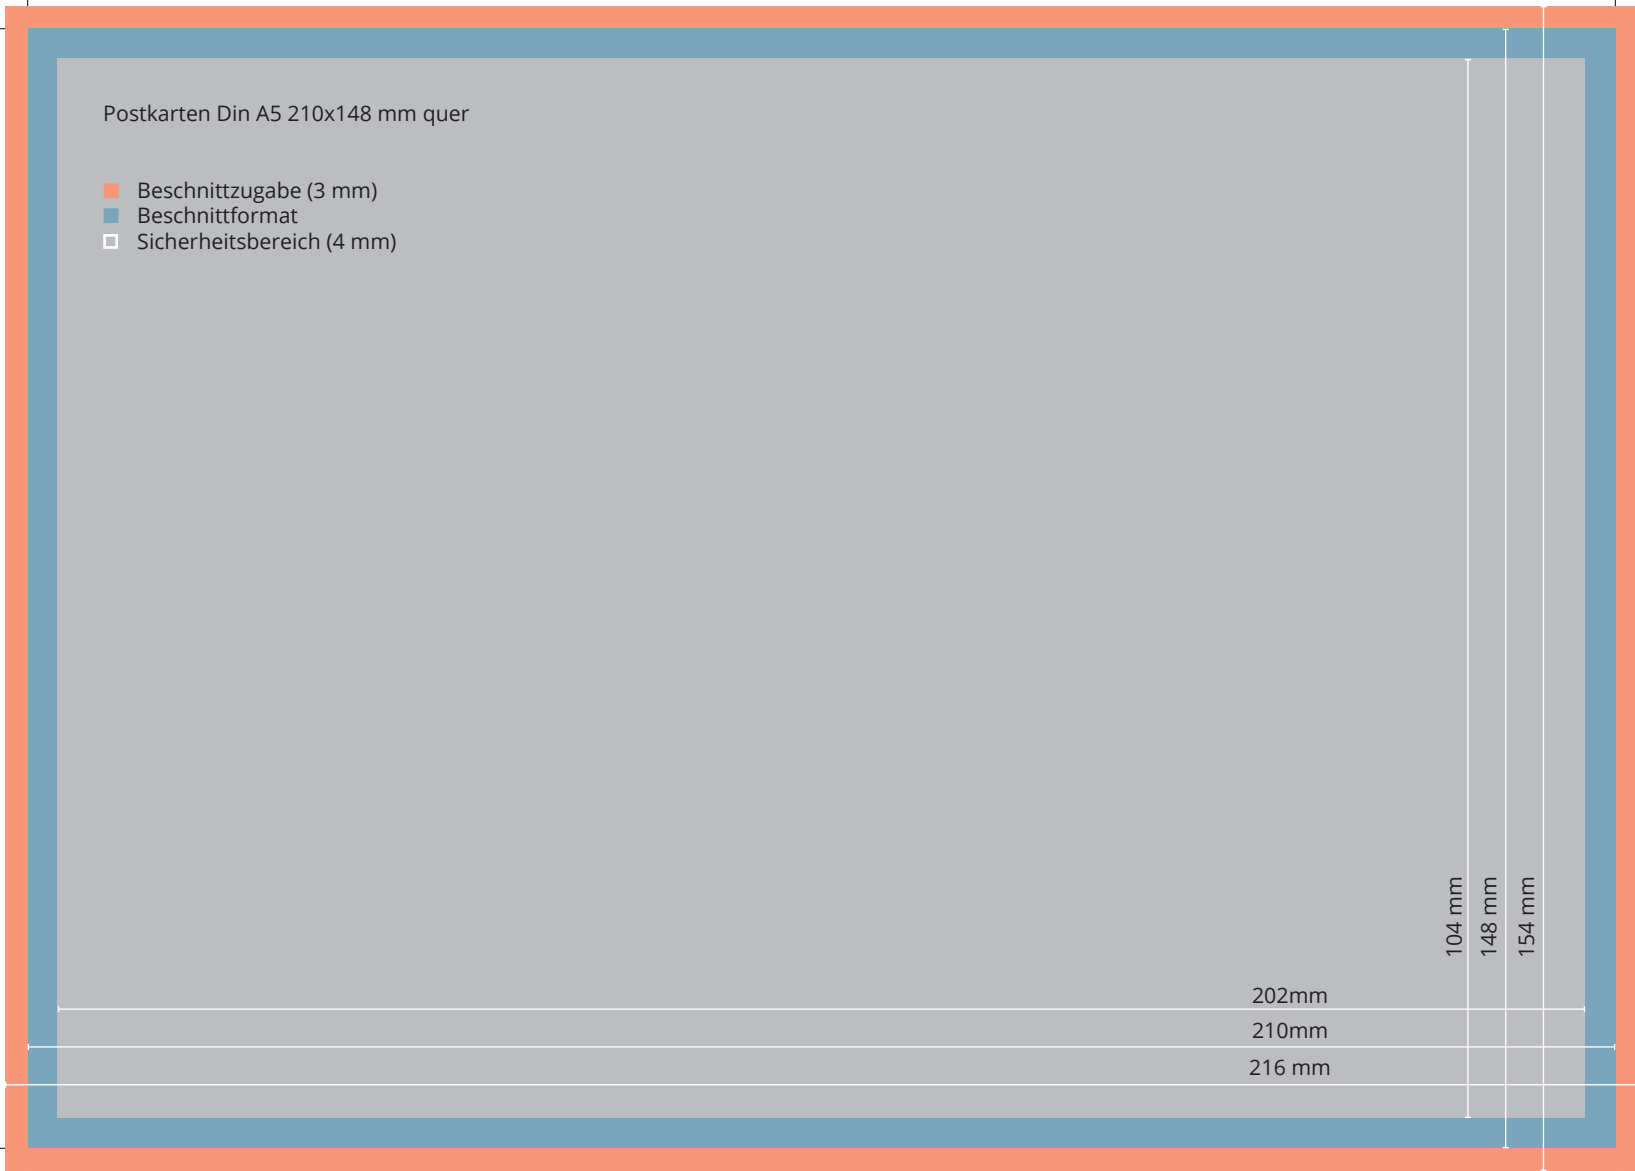 Postkarten Din A5 210x148 mm quer
Beschnittzugabe (3 mm)
Beschnittformat
Sicherheitsbereich (4 mm)
104 mm
148 mm
154 mm
202mm
210mm
216 mm